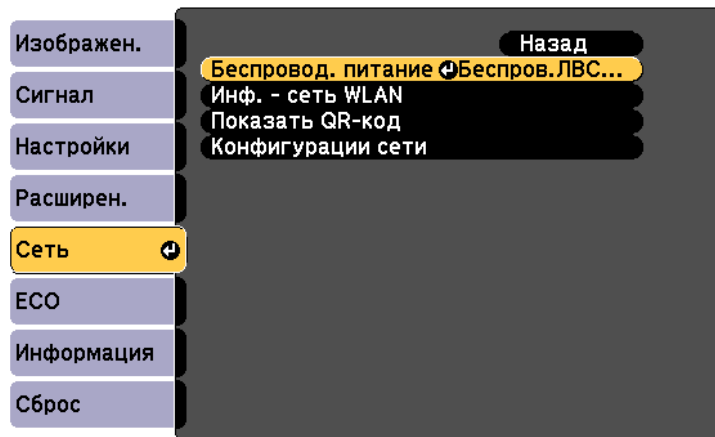 Изображен.
Сигнал
Настройки
Расширен.
Сеть
ECO
Информация
Сброс
Назад
Беспровод. питание Беспров.ЛВС...
Инф. - сеть WLAN
Показать QR-код
Конфигурации сети